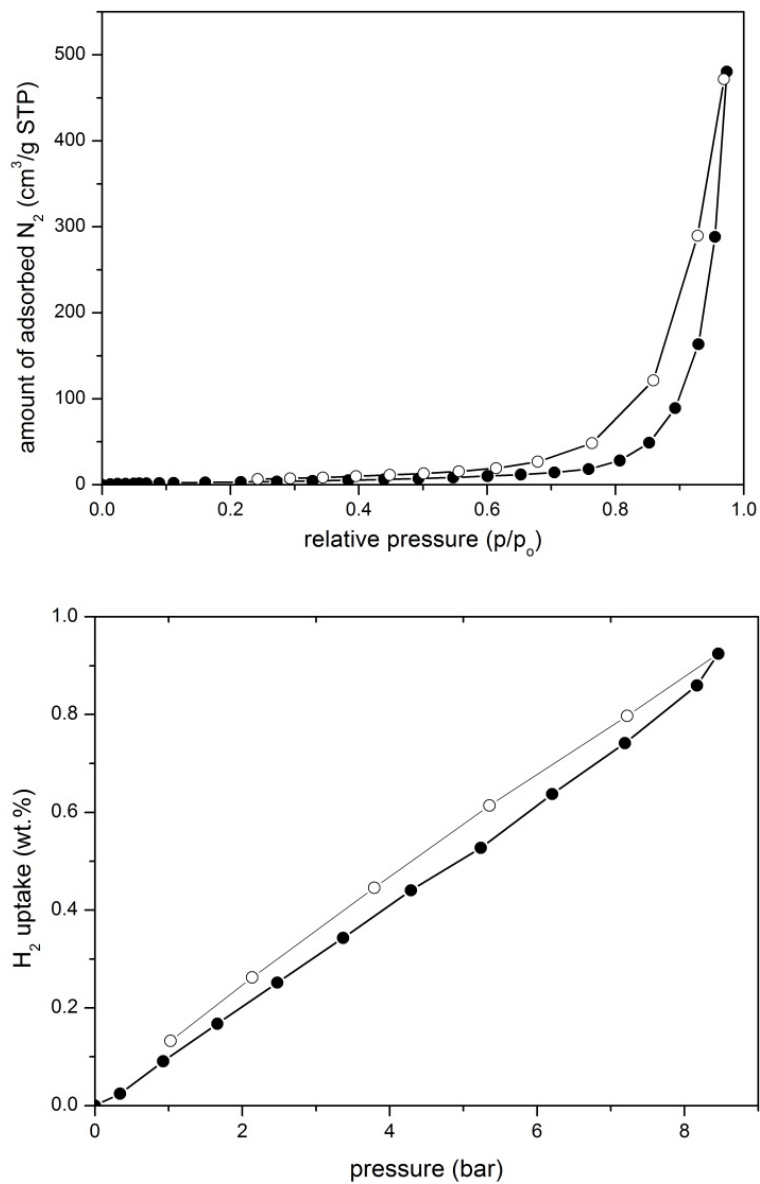 500
400
300
200
100
0
amount of adsorbed N₂ (cm³/g STP)
0.0 0.2 0.4 0.6 0.8 1.0
relative pressure (p/pₒ)
1.0
0.8
0.6
0.4
0.2
0.0
H₂ uptake (wt.%)
0 2 4 6 8
pressure (bar)